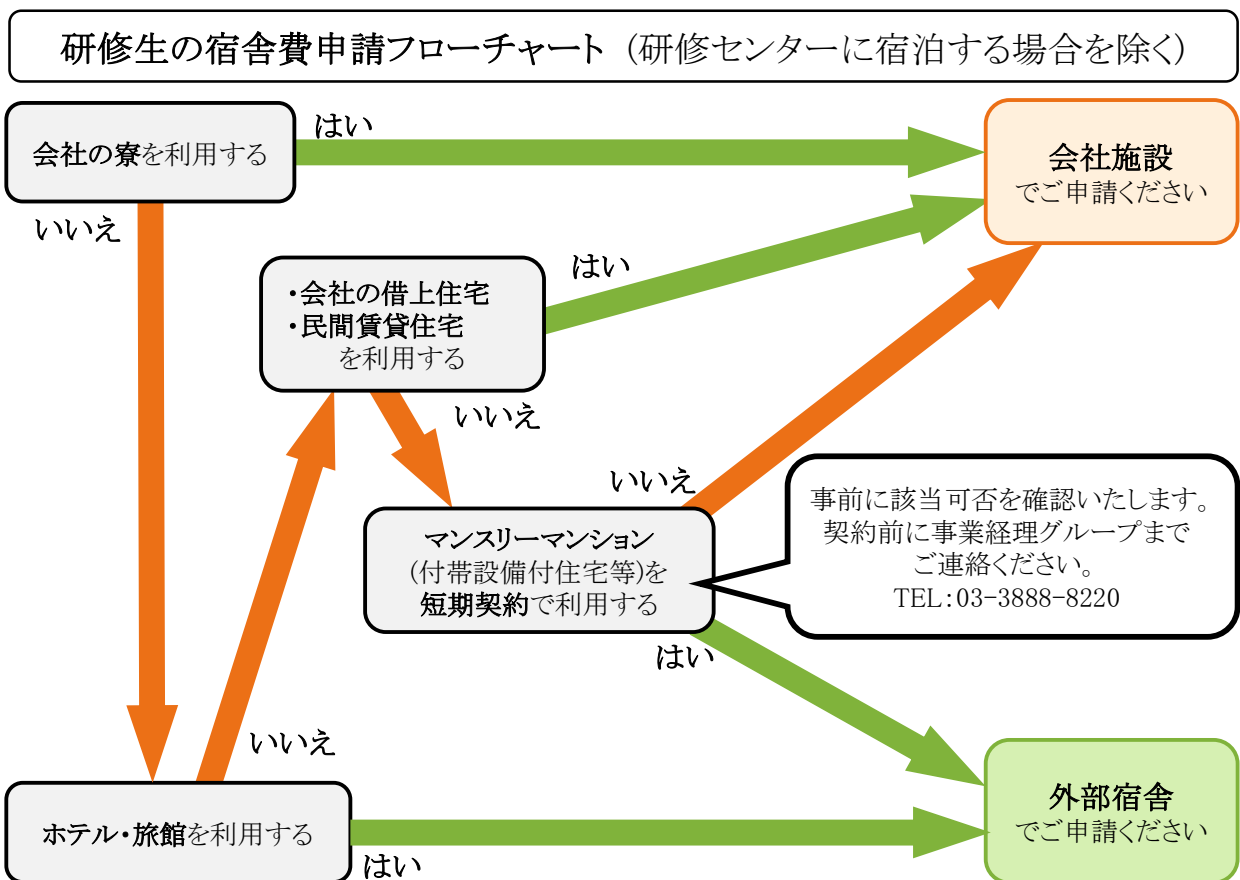 研修生の宿舎費申請フローチャート (研修センターに宿泊する場合を除く)
会社の寮を利用する
はい
会社施設
でご申請ください
いいえ
・会社の借上住宅
・民間賃貸住宅
を利用する
はい
いいえ
マンスリーマンション
(付帯設備付住宅等)を
短期契約で利用する
いいえ
事前に該当可否を確認いたします。
契約前に事業経理グループまで
ご連絡ください。
TEL:03-3888-8220
はい
いいえ
ホテル・旅館を利用する
はい
外部宿舎
でご申請ください